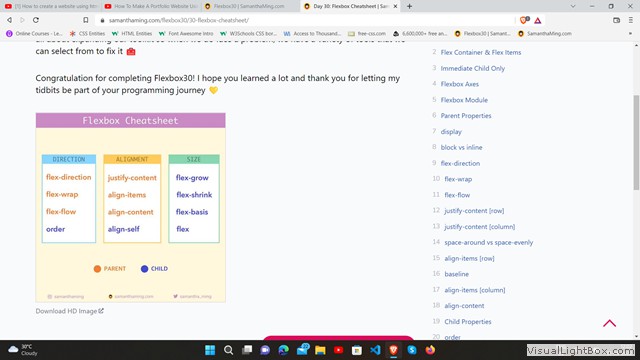 [1] How to create a website using Htm
How To Make A Portfolio Website U
Flexbox30 | SamanthaMing.com
Day 30: Flexbox Cheatsheet | Sam
samanthaming.com/flexbox30/30-flexbox-cheatsheet/
Online Courses - Le
CSS Entities
HTML Entities
Font Awesome Intro
W3Schools CSS bor
Access to Thousand
css-tricks.com
6,600,000+ free an
Flexbox30 | Saman
SamanthaMing.com
can select from to fix it
Congratulation for completing Flexbox30! I hope you learned a lot and thank you for letting my
tidbits be part of your programming journey
Flexbox Cheatsheet
DIRECTION
flex-direction
flex-wrap
flex-flow
order
ALIGNMENT
justify-content
align-items
align-content
align-self
SIZE
flex-grow
flex-shrink
flex-basis
flex
PARENT
CHILD
samanthaming
samanthaming.com
samantha_ming
Download HD Image
2 Flex Container & Flex Items
3 Immediate Child Only
4 Flexbox Axes
5 Flexbox Module
6 Parent Properties
7 display
8 block vs inline
9 flex-direction
10 flex-wrap
11 flex-flow
12 justify-content [row]
13 justify-content [column]
14 space-around vs space-evenly
15 align-items [row]
16 baseline
17 align-items [column]
18 align-content
19 Child Properties
20 order
30°C
Cloudy
VisualLightBox.com